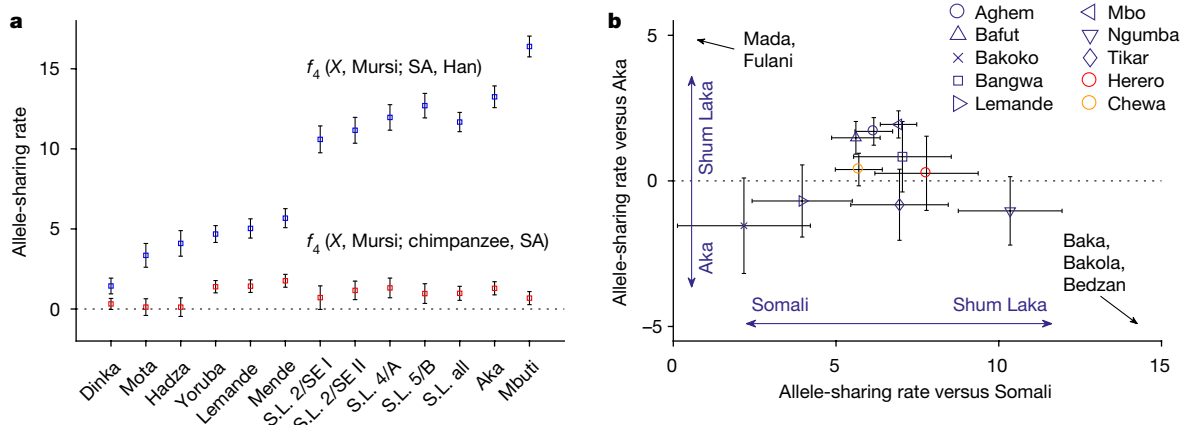 a
Allele-sharing rate
15
10
5
0
f4 (X, Mursi; SA, Han)
f4 (X, Mursi; chimpanzee, SA)
Dinka
Mota
Hadza
Yoruba
Lemande
Mende
S.L. 2/SE I
S.L. 2/SE II
S.L. 4/A
S.L. 5/B
S.L. all
Aka
Mbuti
b
Allele-sharing rate versus Aka
5
0
−5
Mada,
Fulani
Aghem
Bafut
Bakoko
Bangwa
Lemande
Mbo
Ngumba
Tikar
Herero
Chewa
Shum Laka
Aka
Somali
Shum Laka
Baka,
Bakola,
Bedzan
0
5
10
15
Allele-sharing rate versus Somali